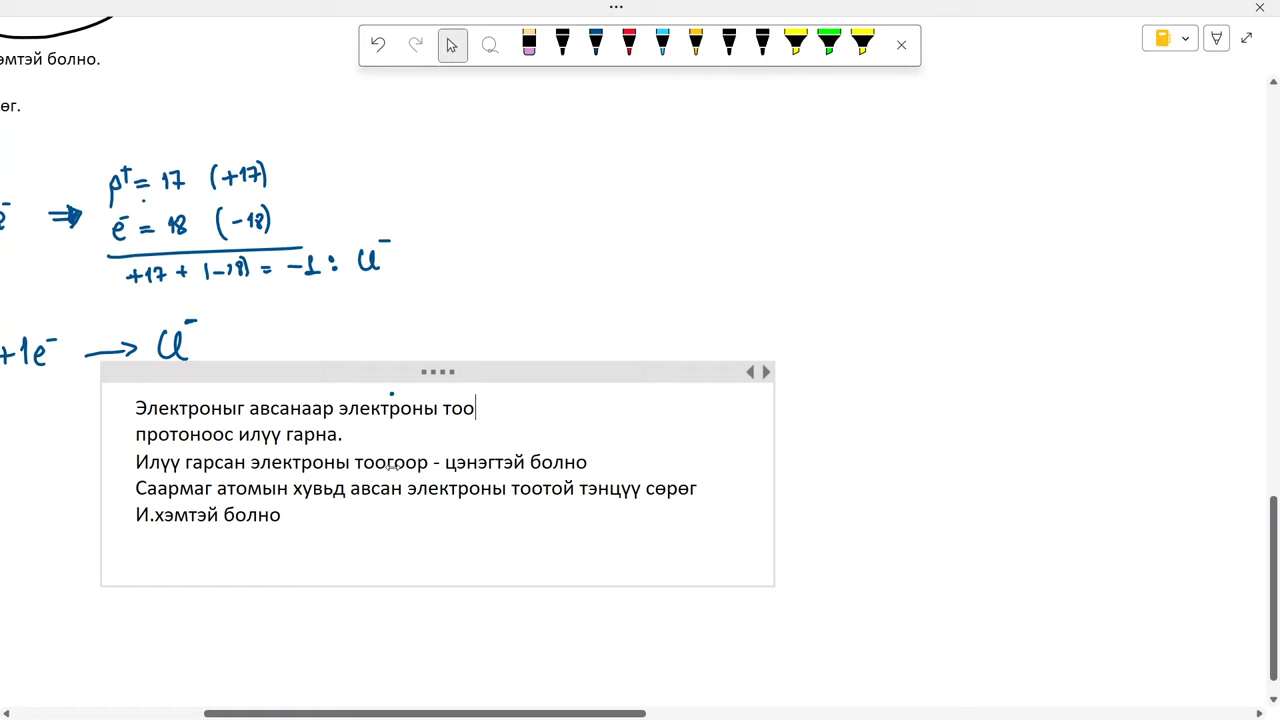 эмтэй болно.
өг.
p⁺ = 17 (+17)
e⁻ ⇒ e⁻ = 18 (-18)
+17 + (-18) = -1 : Cl⁻
+1e⁻ → Cl⁻
Электроныг авсанаар электроны тоо
протоноос илүү гарна.
Илүү гарсан электроны тоогоор - цэнэгтэй болно
Саармаг атомын хувьд авсан электроны тоотой тэнцүү сөрөг
И.хэмтэй болно